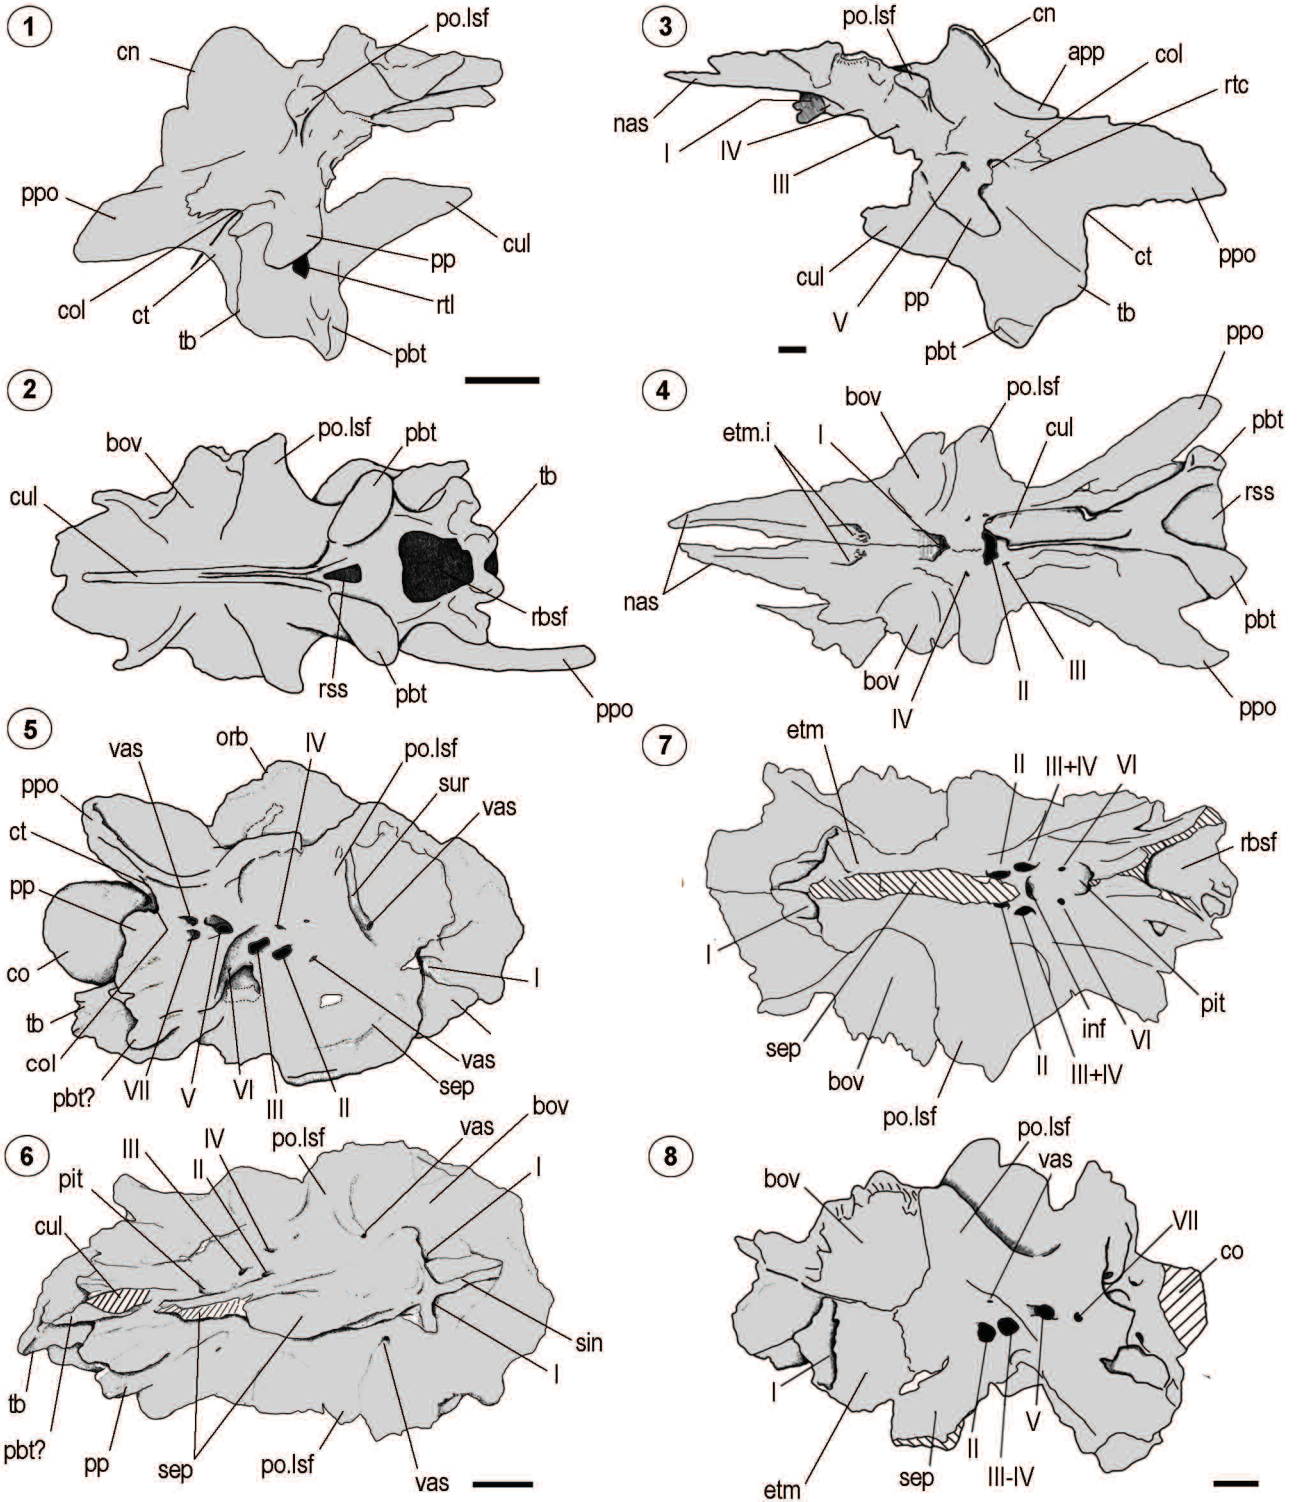 1
cn
po.lsf
ppo
cul
pp
rtl
col
ct
tb
pbt
3
po.lsf
cn
app
col
rtc
nas
I
IV
III
cul
V
pp
pbt
tb
ct
ppo
2
bov
po.lsf
pbt
tb
cul
rss
pbt
rbsf
ppo
4
bov
po.lsf
ppo
etm.i
I
cul
pbt
rss
nas
bov
IV
II
III
pbt
ppo
5
vas
orb
IV
po.lsf
sur
vas
ppo
ct
pp
co
tb
col
pbt?
VII
V
VI
III
II
sep
vas
I
7
etm
II
III+IV
VI
rbsf
I
sep
bov
po.lsf
II
III+IV
inf
VI
pit
6
III
IV
II
po.lsf
vas
bov
I
pit
cul
tb
pbt?
pp
sep
po.lsf
vas
I
sin
8
po.lsf
vas
bov
VII
co
I
etm
sep
II
III-IV
V